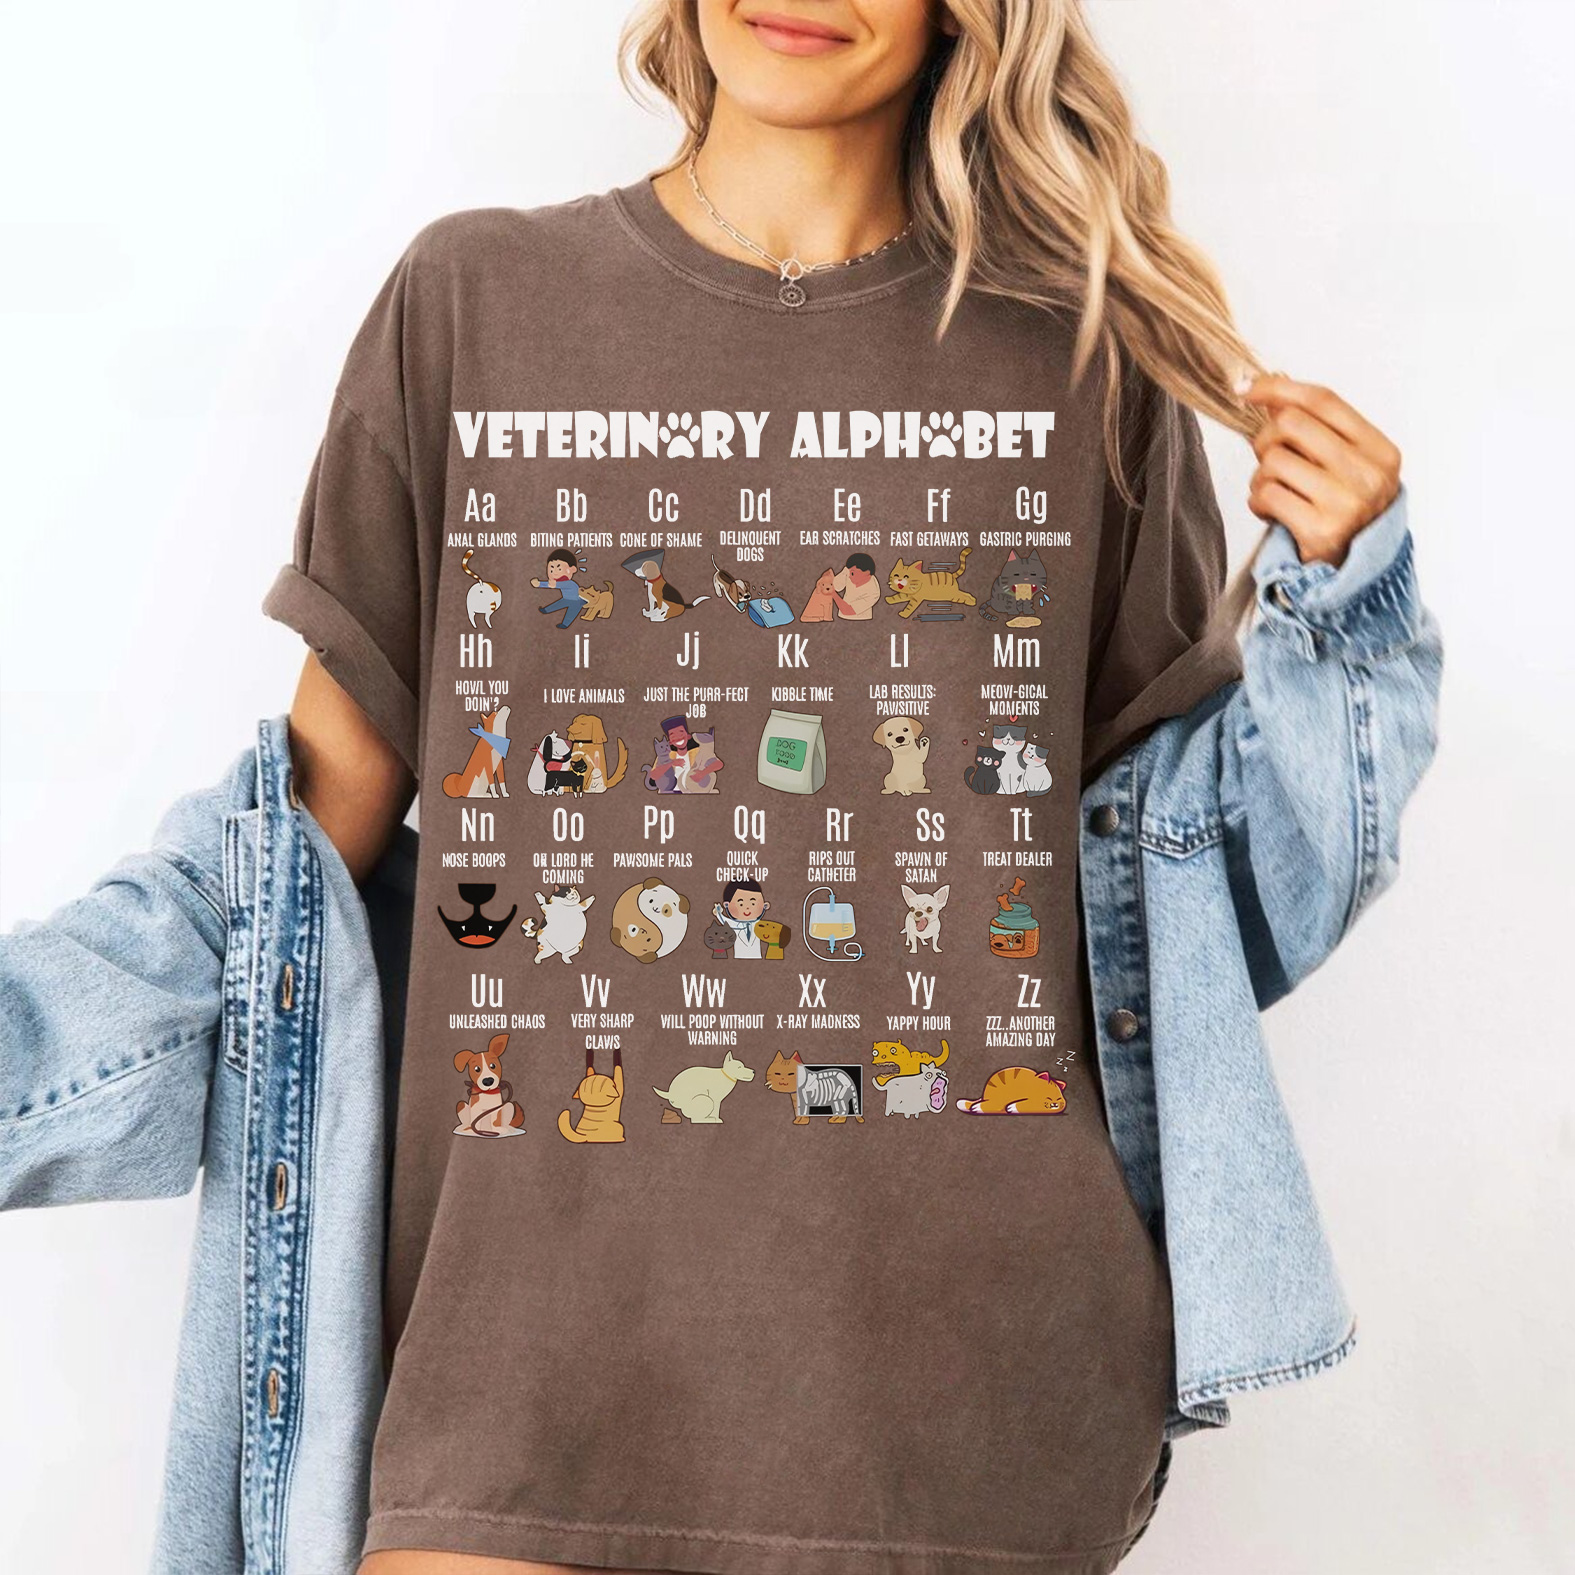 VETERINARY ALPHABET
Aa Bb Cc Dd Ee Ff Gg
ANAL GLANDS
BITING PATIENTS
CONE OF SHAME
DELINQUENT
DOGS
EAR SCRATCHES
FAST GETAWAYS
GASTRIC PURGING
Hh Ii Jj Kk Ll Mm
HOWL YOU
DOIN'?
I LOVE ANIMALS
JUST THE PURR-FECT
JOB
KIBBLE TIME
LAB RESULTS:
PAWSITIVE
MEOW-GICAL
MOMENTS
DOG
FOOD
Nn Oo Pp Qq Rr Ss Tt
NOSE BOOPS
OH LORD HE
COMING
PAWSOME PALS
QUICK
CHECK-UP
RIPS OUT
CATHETER
SPAWN OF
SATAN
TREAT DEALER
Uu Vv Ww Xx Yy Zz
UNLEASHED CHAOS
VERY SHARP
CLAWS
WILL POOP WITHOUT
WARNING
X-RAY MADNESS
YAPPY HOUR
ZZZ...ANOTHER
AMAZING DAY
z z z